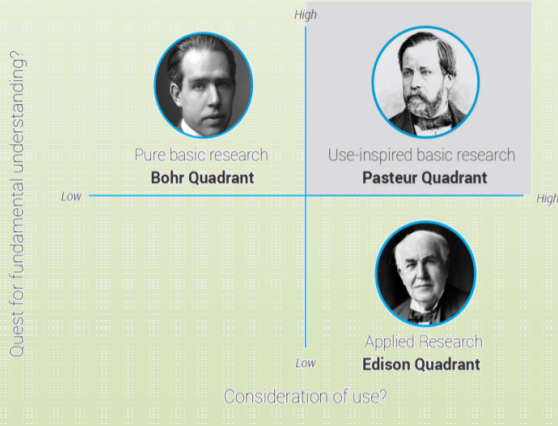 High
Quest for fundamental understanding?
Pure basic research
Bohr Quadrant
Use-inspired basic research
Pasteur Quadrant
Low
High
Applied Research
Edison Quadrant
Low
Consideration of use?